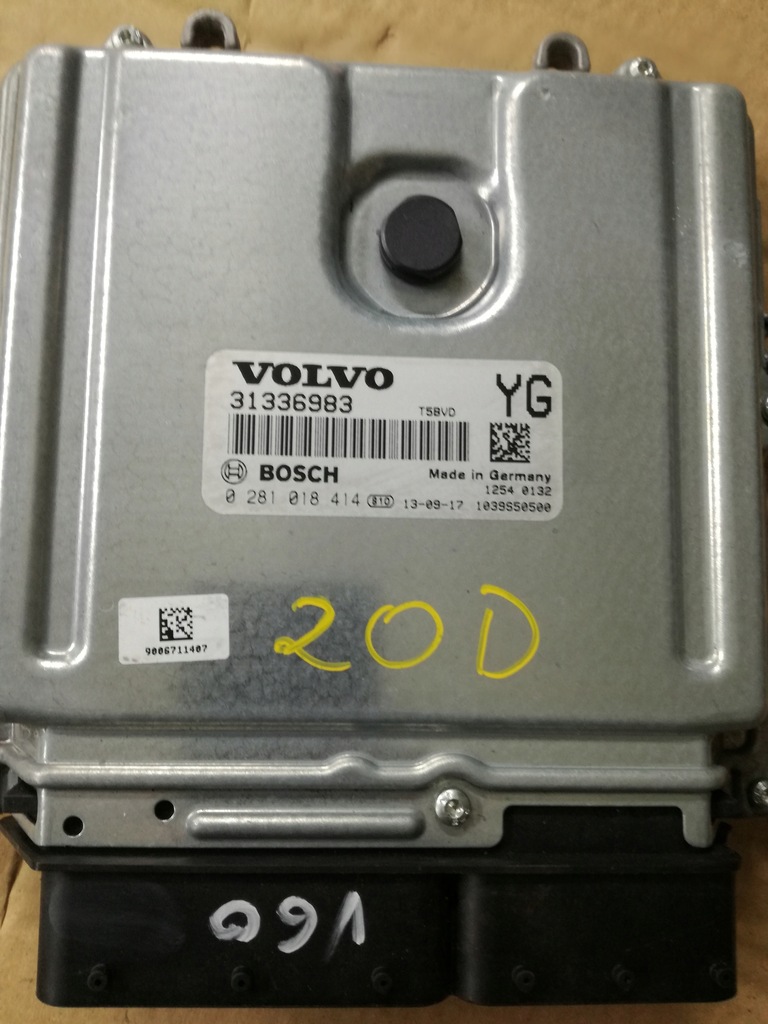 VOLVO
YG
31336983
T5BVD
BOSCH
Made in Germany
1254 0132
0 281 018 414 810 13-09-17 1039S50500
9006711407
20D
V60